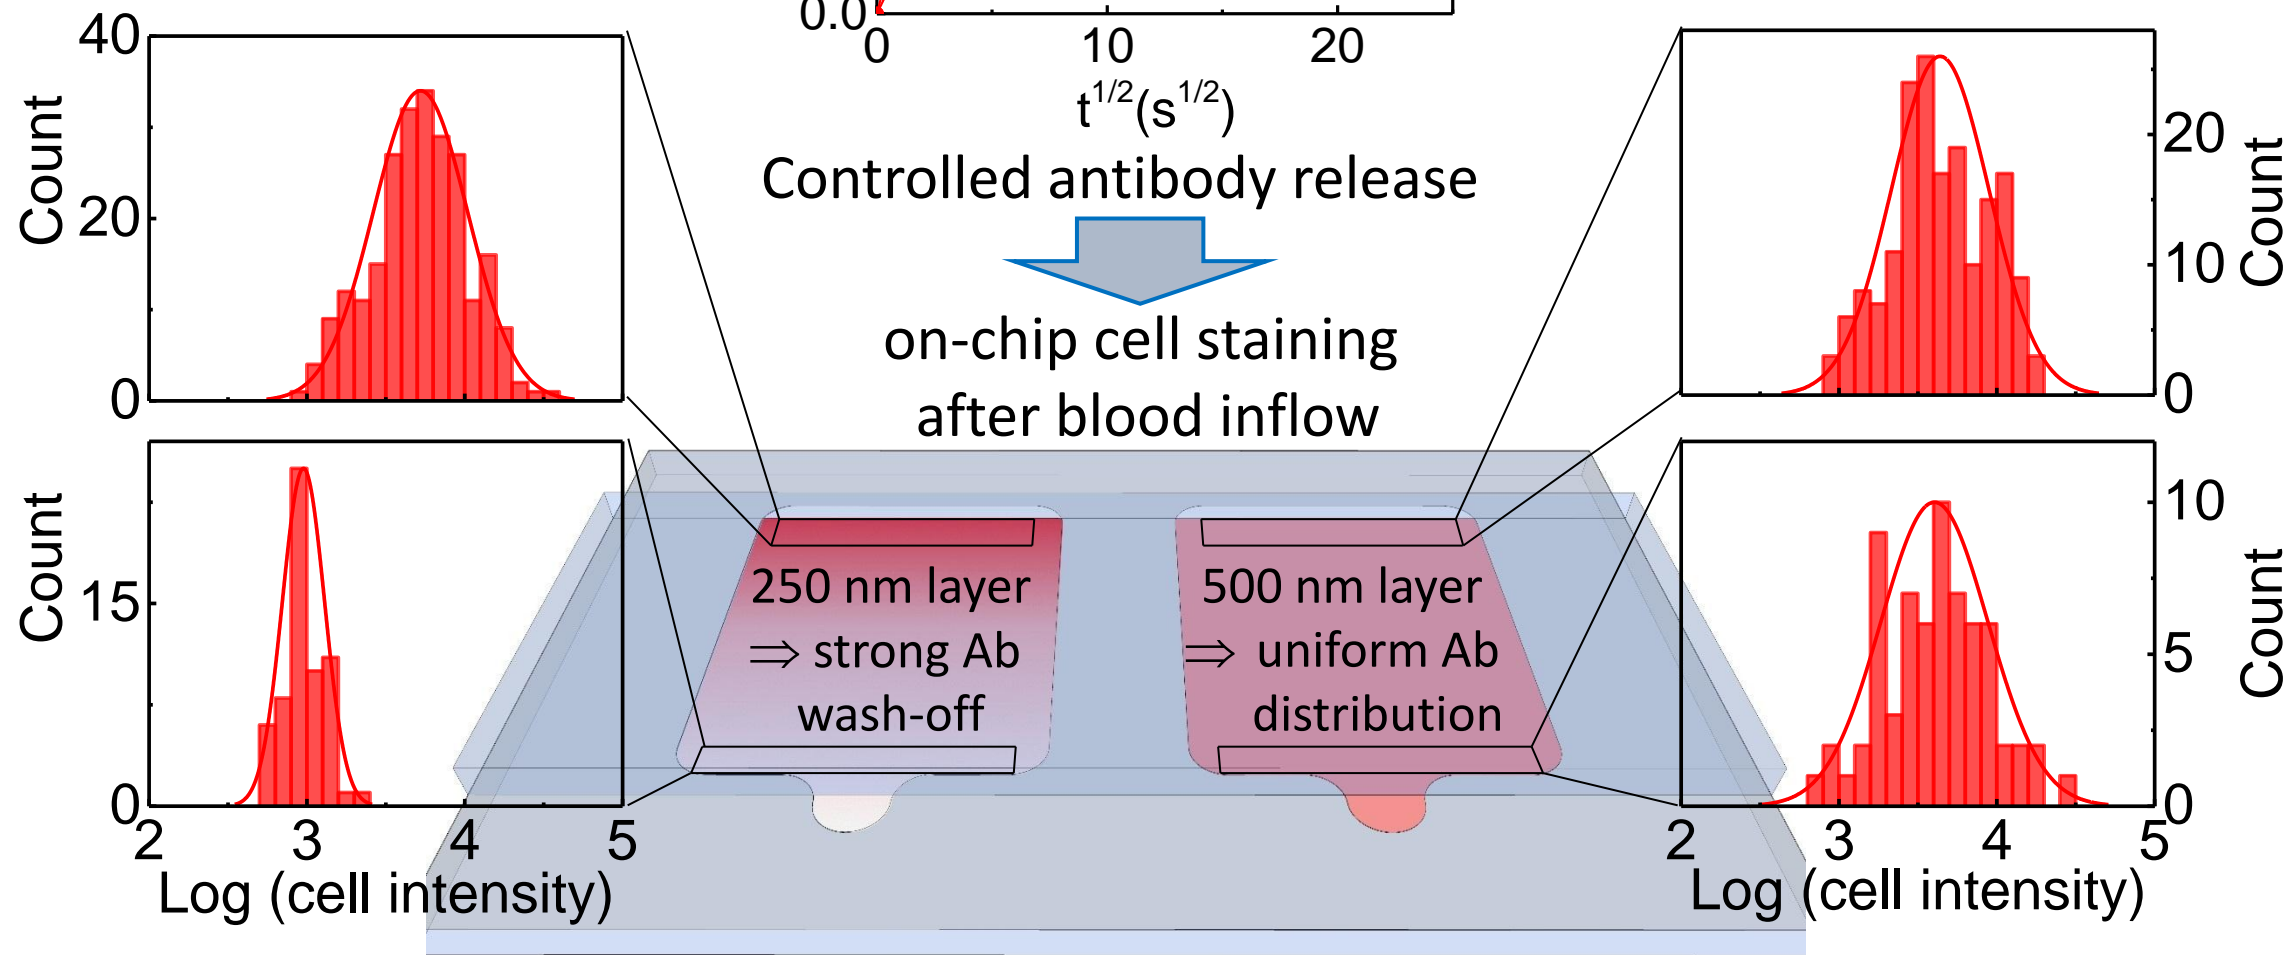 0.0
0 10 20
t^{1/2}(s^{1/2})
Controlled antibody release
on-chip cell staining
after blood inflow
40
20
0
Count
15
0
Count
2 3 4 5
Log (cell intensity)
250 nm layer
⇒ strong Ab
wash-off
500 nm layer
⇒ uniform Ab
distribution
20
10
0
Count
10
5
0
Count
2 3 4 5
Log (cell intensity)